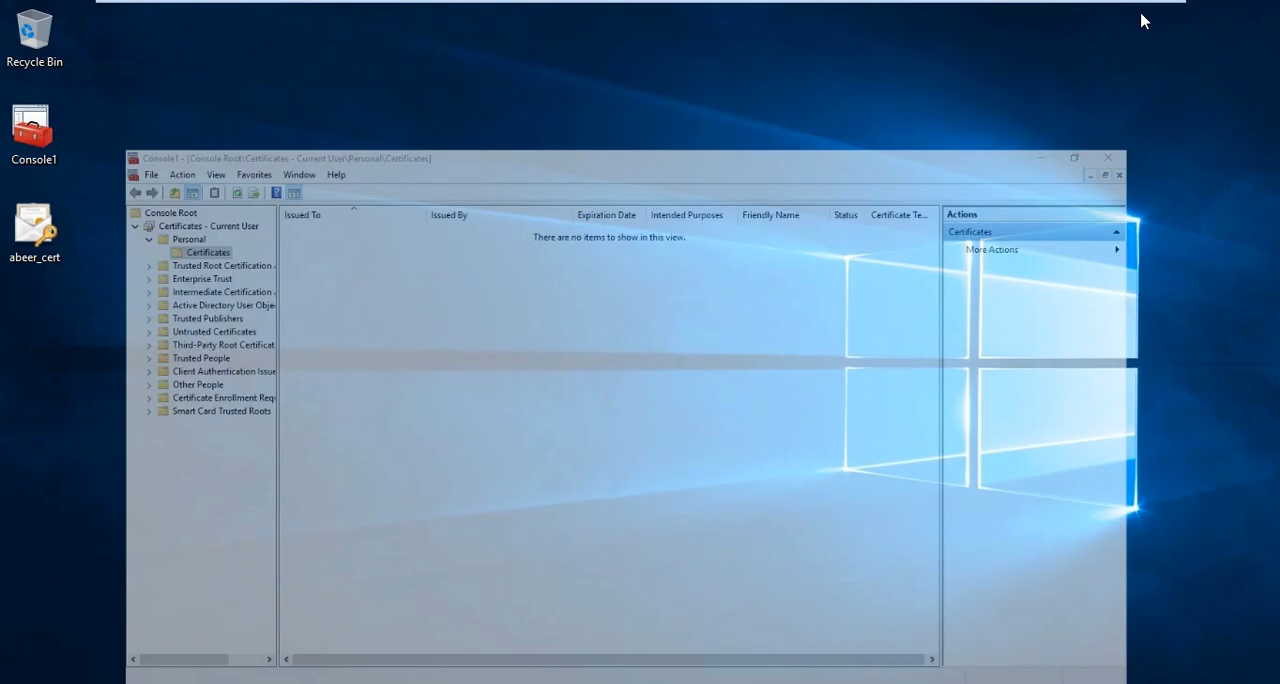 Recycle Bin
Console1
abeer_cert
Console1 - [Console Root\Certificates - Current User\Personal\Certificates]
File Action View Favorites Window Help
Console Root
Certificates - Current User
Personal
Certificates
Trusted Root Certification
Enterprise Trust
Intermediate Certification
Active Directory User Obje
Trusted Publishers
Untrusted Certificates
Third-Party Root Certificat
Trusted People
Client Authentication Issue
Other People
Certificate Enrollment Requ
Smart Card Trusted Roots
Issued To Issued By Expiration Date Intended Purposes Friendly Name Status Certificate Te...
There are no items to show in this view.
Actions
Certificates
More Actions